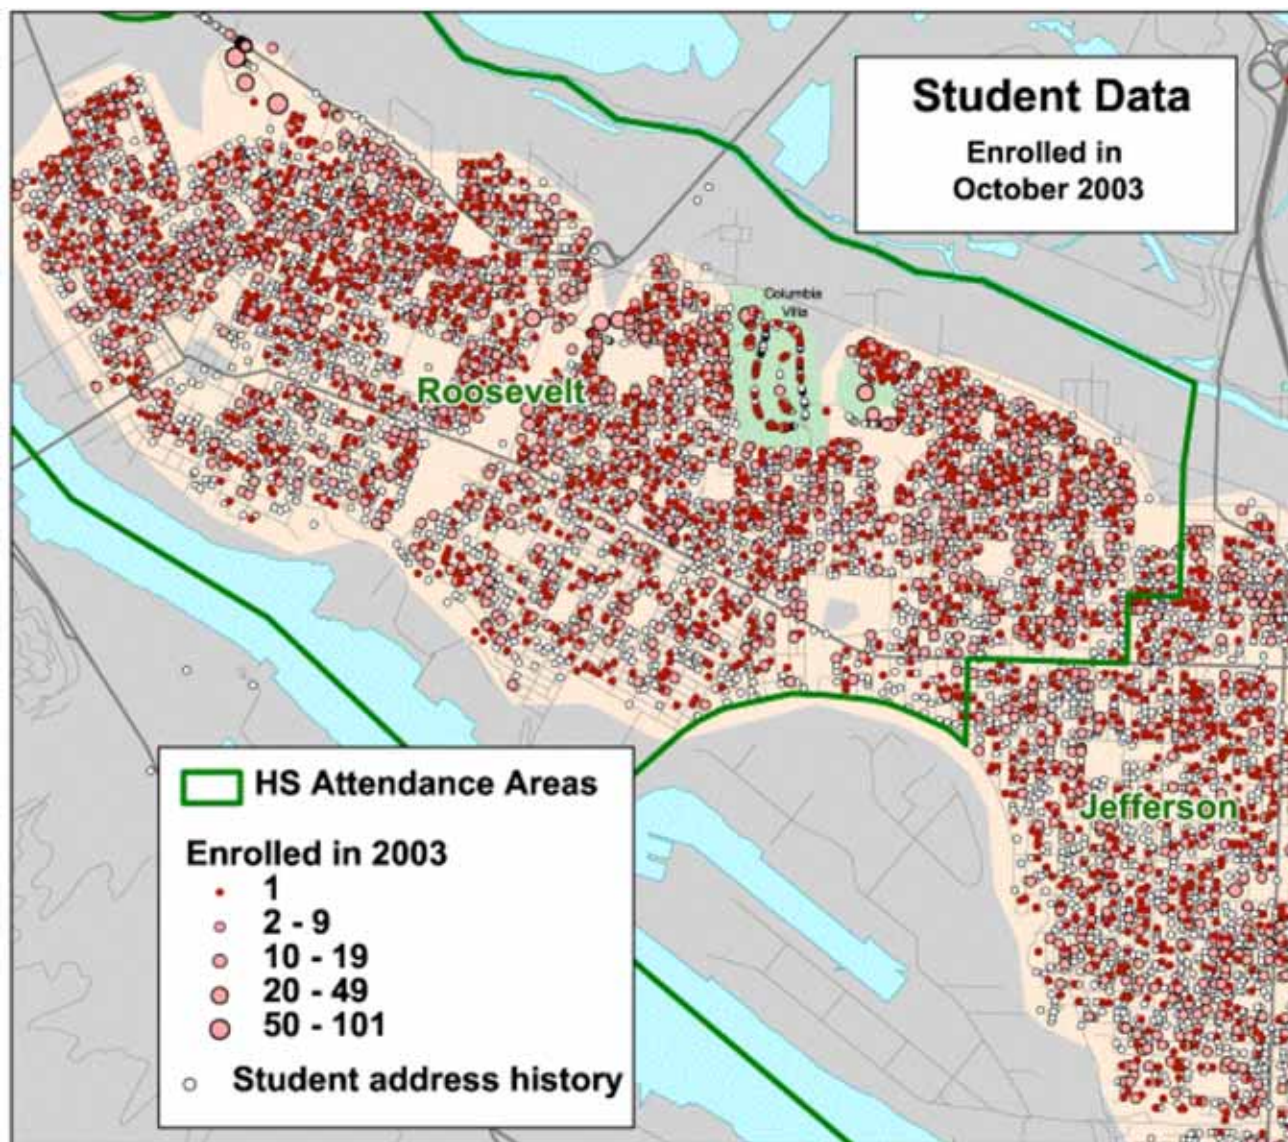 Student Data
Enrolled in
October 2003
Columbia
Villa
Roosevelt
Jefferson
HS Attendance Areas
Enrolled in 2003
1
2 - 9
10 - 19
20 - 49
50 - 101
Student address history